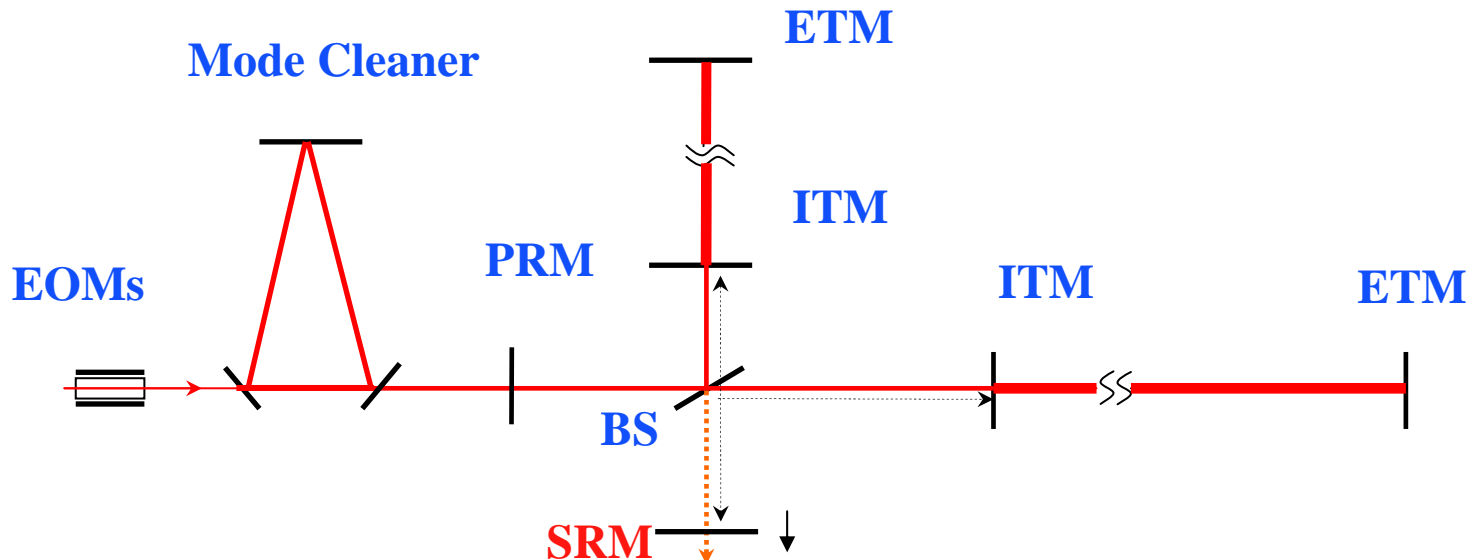 ETM
Mode Cleaner
ITM
PRM
ITM
EOMs
ETM
BS
SRM